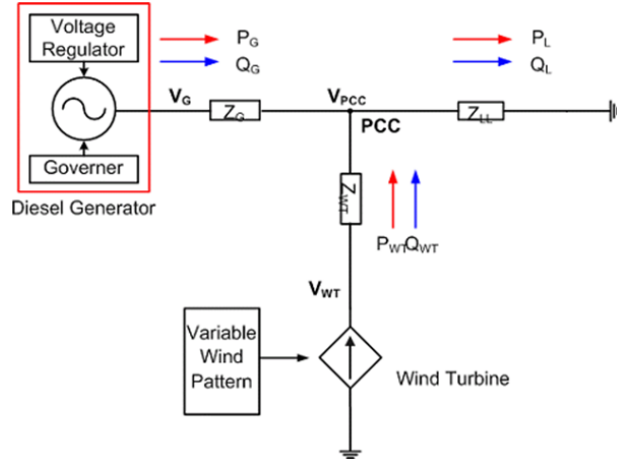 Voltage
Regulator
P_G
Q_G
P_L
Q_L
V_G
V_PCC
Z_G
PCC
Z_LL
Governer
Diesel Generator
Z_WT
P_WT Q_WT
V_WT
Variable
Wind
Pattern
Wind Turbine